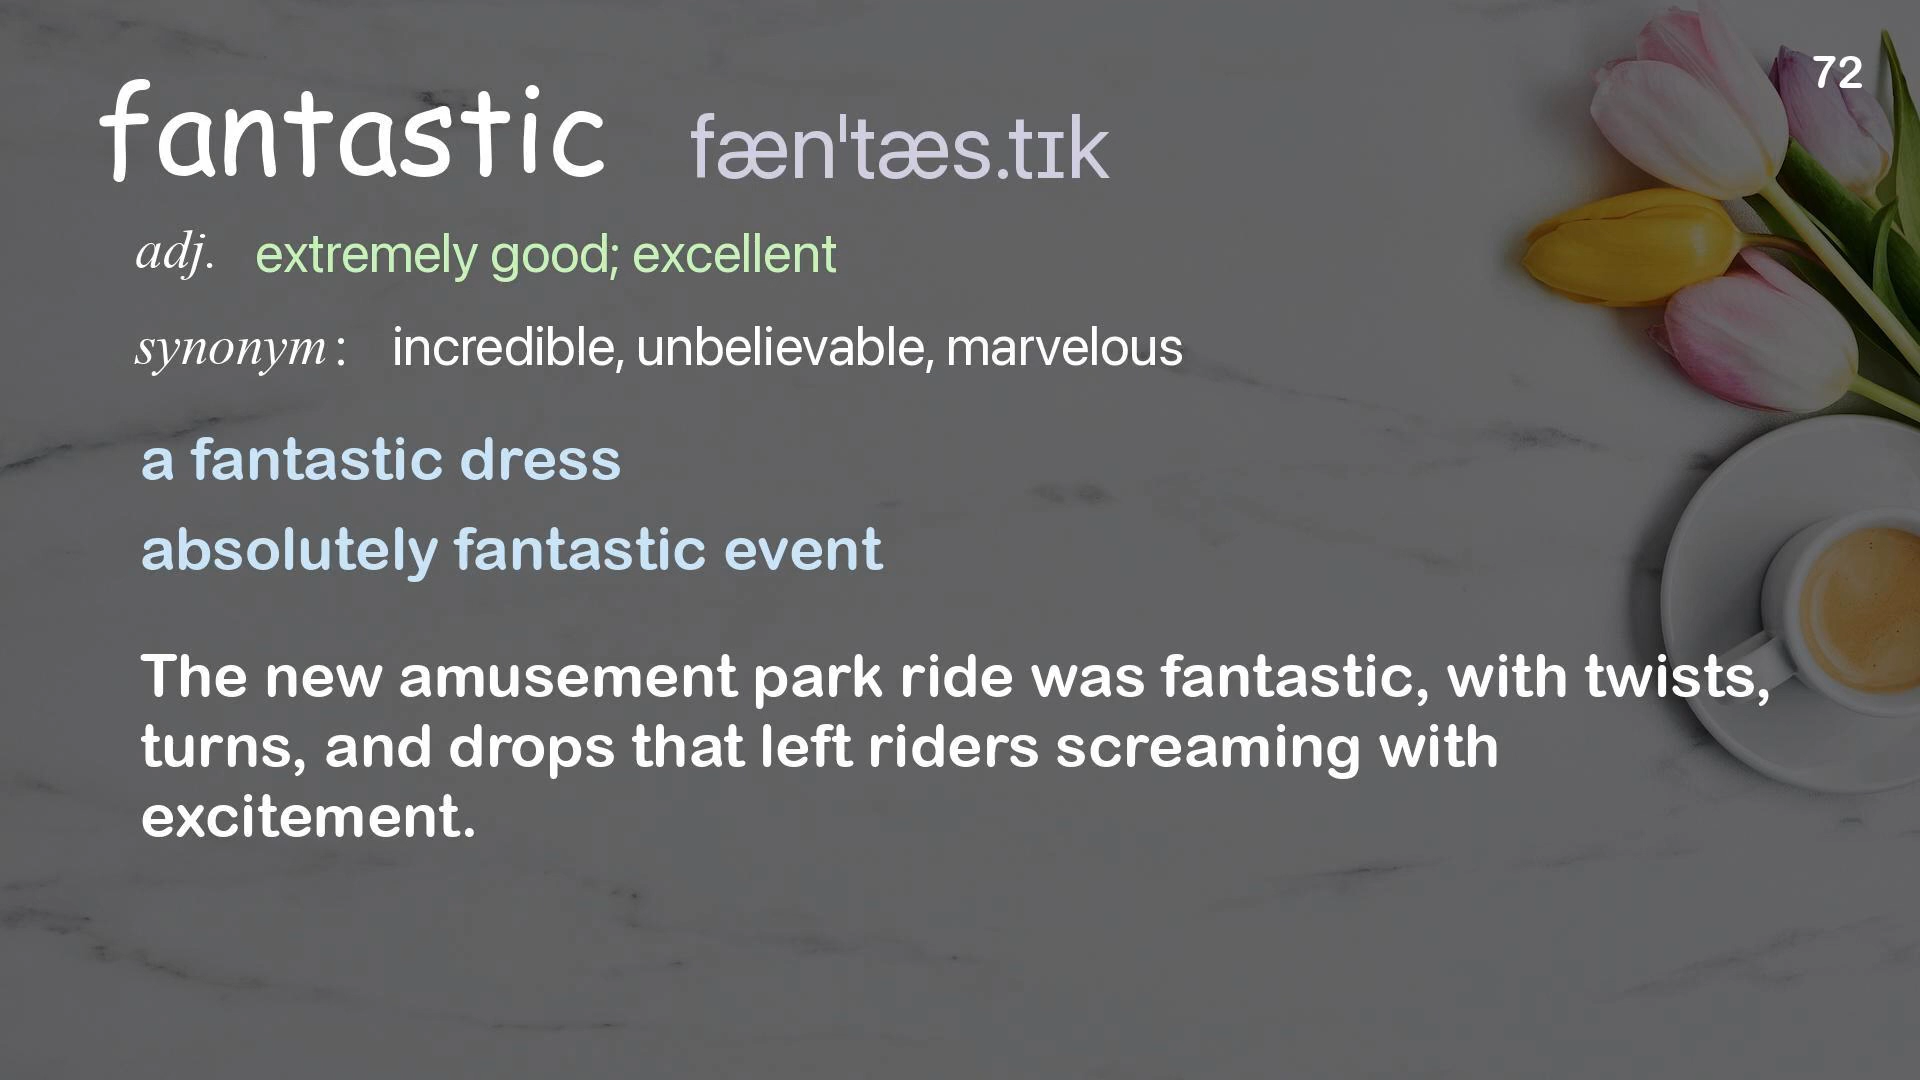 72
fantastic fæn'tæs.tɪk
adj. extremely good; excellent
synonym: incredible, unbelievable, marvelous
a fantastic dress
absolutely fantastic event
The new amusement park ride was fantastic, with twists,
turns, and drops that left riders screaming with
excitement.